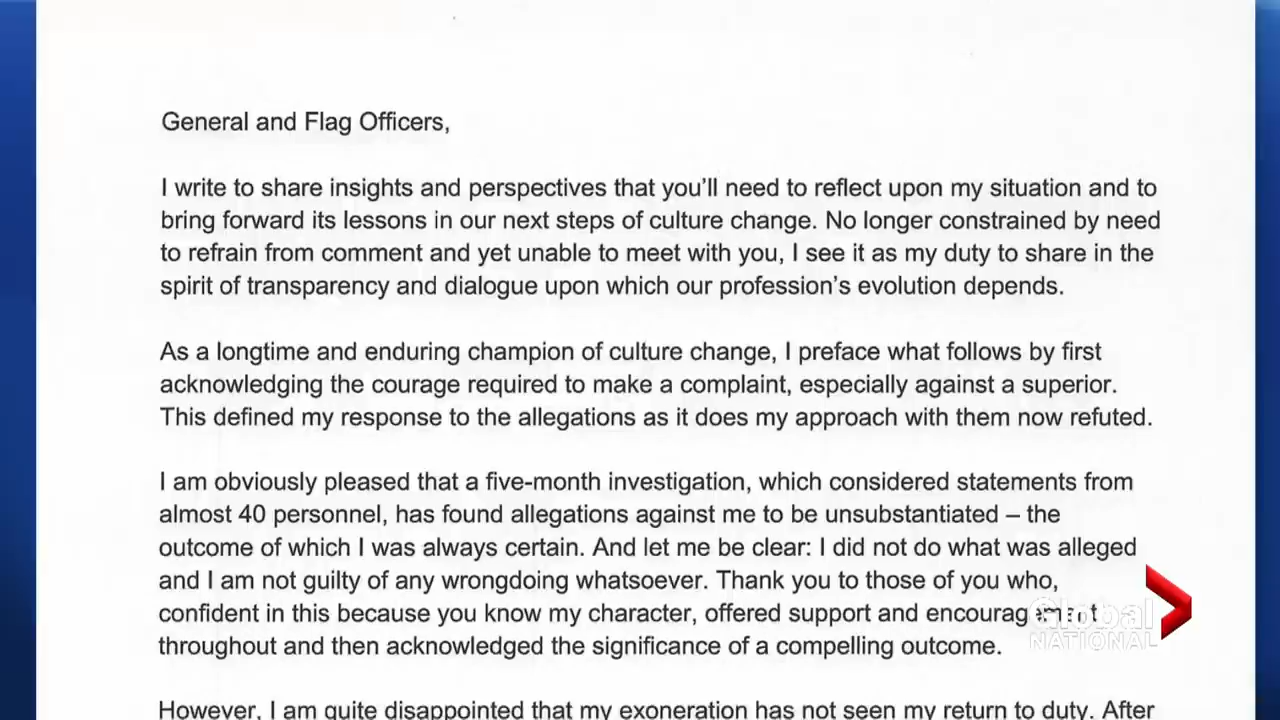 General and Flag Officers,
I write to share insights and perspectives that you'll need to reflect upon my situation and to
bring forward its lessons in our next steps of culture change. No longer constrained by need
to refrain from comment and yet unable to meet with you, I see it as my duty to share in the
spirit of transparency and dialogue upon which our profession's evolution depends.
As a longtime and enduring champion of culture change, I preface what follows by first
acknowledging the courage required to make a complaint, especially against a superior.
This defined my response to the allegations as it does my approach with them now refuted.
I am obviously pleased that a five-month investigation, which considered statements from
almost 40 personnel, has found allegations against me to be unsubstantiated – the
outcome of which I was always certain. And let me be clear: I did not do what was alleged
and I am not guilty of any wrongdoing whatsoever. Thank you to those of you who,
confident in this because you know my character, offered support and encouragement
throughout and then acknowledged the significance of a compelling outcome.
Global
NATIONAL
However, I am quite disappointed that my exoneration has not seen my return to duty. After